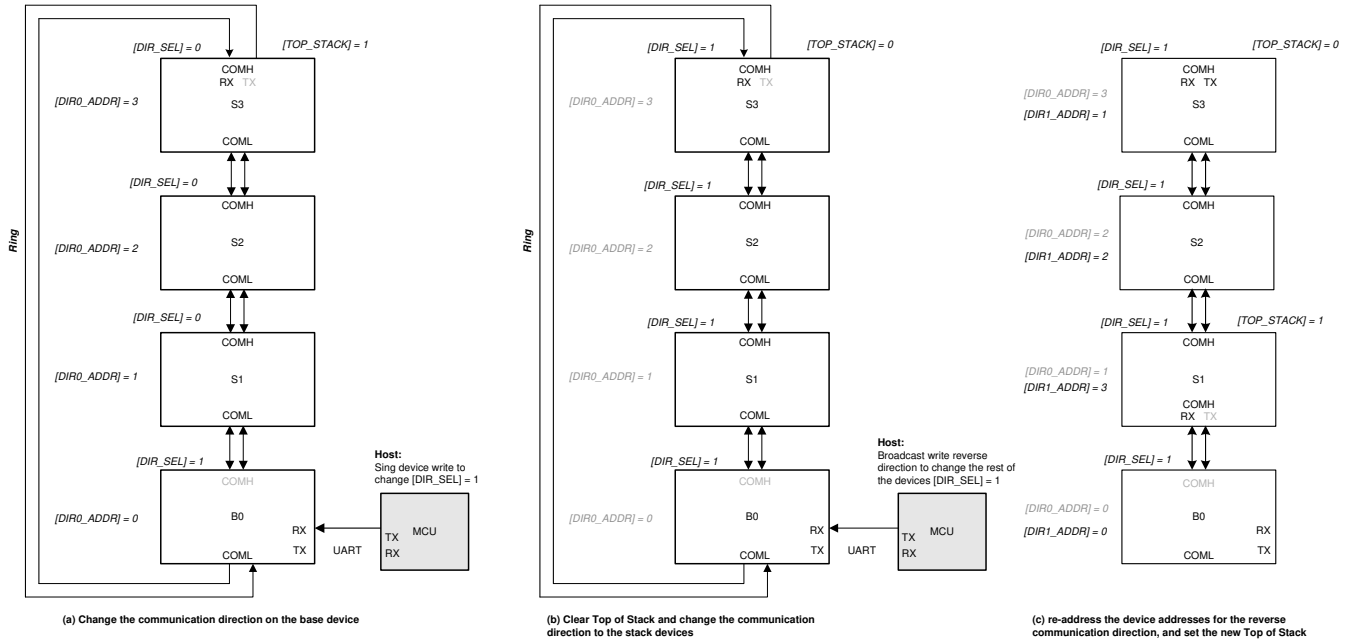 [DIR_SEL] = 0
[TOP_STACK] = 1
COMH
RX TX
[DIR0_ADDR] = 3
S3
COML
[DIR_SEL] = 0
COMH
Ring
[DIR0_ADDR] = 2
S2
COML
[DIR_SEL] = 0
COMH
[DIR0_ADDR] = 1
S1
COML
[DIR_SEL] = 1
COMH
[DIR0_ADDR] = 0
B0
RX
TX
COML
UART
Host:
Sing device write to
change [DIR_SEL] = 1
TX
RX
MCU
(a) Change the communication direction on the base device
[DIR_SEL] = 1
[TOP_STACK] = 0
COMH
RX TX
[DIR0_ADDR] = 3
S3
COML
[DIR_SEL] = 1
COMH
Ring
[DIR0_ADDR] = 2
S2
COML
[DIR_SEL] = 1
COMH
[DIR0_ADDR] = 1
S1
COML
[DIR_SEL] = 1
COMH
[DIR0_ADDR] = 0
B0
RX
TX
COML
UART
Host:
Broadcast write reverse
direction to change the rest of
the devices [DIR_SEL] = 1
TX
RX
MCU
(b) Clear Top of Stack and change the communication
direction to the stack devices
[DIR_SEL] = 1
[TOP_STACK] = 0
COMH
RX TX
[DIR0_ADDR] = 3
[DIR1_ADDR] = 1
S3
COML
[DIR_SEL] = 1
COMH
[DIR0_ADDR] = 2
[DIR1_ADDR] = 2
S2
COML
[DIR_SEL] = 1
[TOP_STACK] = 1
COMH
[DIR0_ADDR] = 1
[DIR1_ADDR] = 3
S1
COMH
RX TX
[DIR_SEL] = 1
COMH
[DIR0_ADDR] = 0
[DIR1_ADDR] = 0
B0
RX
TX
COML
(c) re-address the device addresses for the reverse
communication direction, and set the new Top of Stack